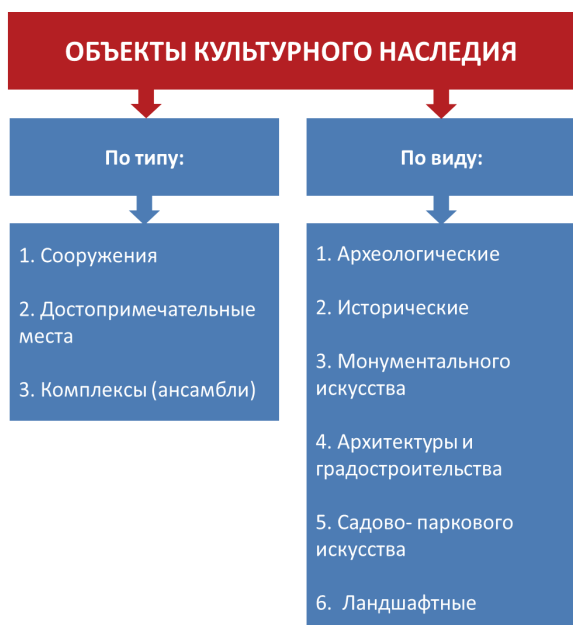 ОБЪЕКТЫ КУЛЬТУРНОГО НАСЛЕДИЯ
По типу:
1. Сооружения
2. Достопримечательные
места
3. Комплексы (ансамбли)
По виду:
1. Археологические
2. Исторические
3. Монументального
искусства
4. Архитектуры и
градостроительства
5. Садово- паркового
искусства
6. Ландшафтные